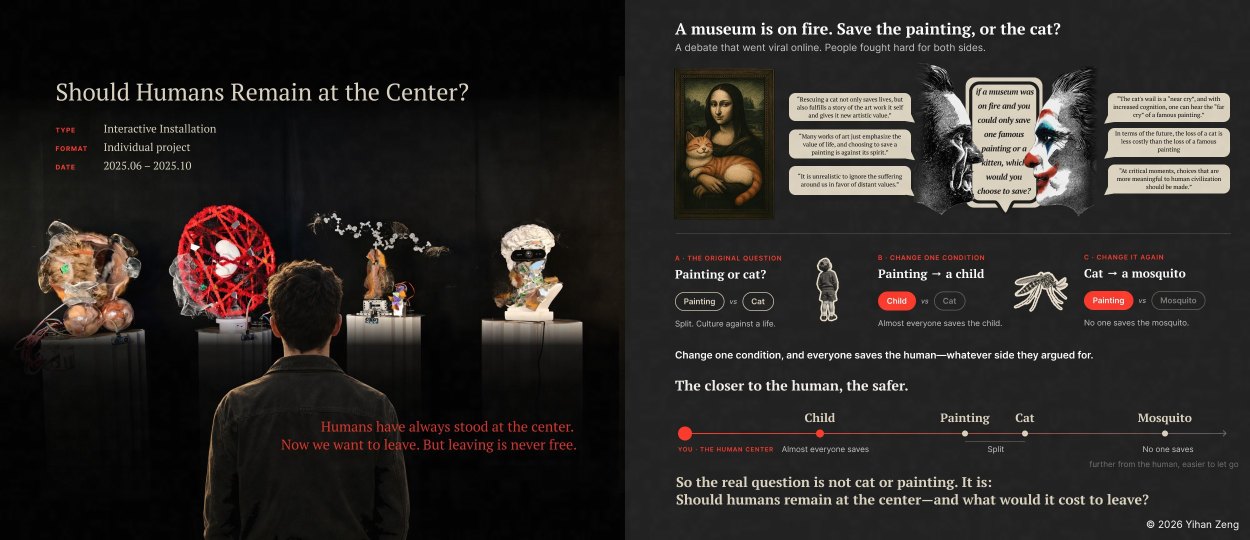 Should Humans Remain at the Center?
TYPE Interactive Installation
FORMAT Individual project
DATE 2025.06 – 2025.10
Humans have always stood at the center.
Now we want to leave. But leaving is never free.
A museum is on fire. Save the painting, or the cat?
A debate that went viral online. People fought hard for both sides.
"Rescuing a cat not only saves lives, but
also fulfills a story of the art work it self
and gives it new artistic value."
"Many works of art just emphasize the
value of life, and choosing to save a
painting is against its spirit."
"It is unrealistic to ignore the suffering
around us in favor of distant values."
if a museum was
on fire and you
could only save
one famous
painting or a
kitten, which
would you
choose to save?
"The cat's wail is a "near cry", and with
increased cognition, one can hear the "far
cry" of a famous painting."
In terms of the future, the loss of a cat is
less costly than the loss of a famous
painting
"At critical moments, choices that are
more meaningful to human civilization
should be made."
A · THE ORIGINAL QUESTION
Painting or cat?
Painting vs Cat
Split. Culture against a life.
B · CHANGE ONE CONDITION
Painting → a child
Child vs Cat
Almost everyone saves the child.
C · CHANGE IT AGAIN
Cat → a mosquito
Painting vs Mosquito
No one saves the mosquito.
Change one condition, and everyone saves the human—whatever side they argued for.
The closer to the human, the safer.
Child Painting Cat Mosquito
YOU · THE HUMAN CENTER Almost everyone saves Split No one saves
further from the human, easier to let go
So the real question is not cat or painting. It is:
Should humans remain at the center—and what would it cost to leave?
© 2026 Yihan Zeng